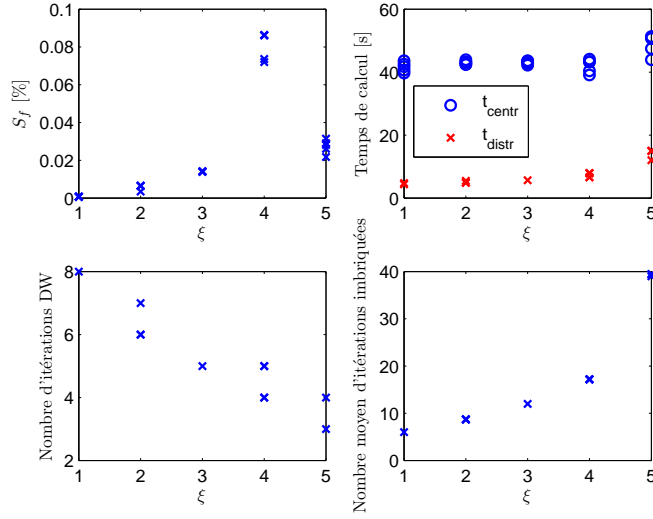 0.1
0.08
0.06
0.04
0.02
0
S_f [%]
1 2 3 4 5
ξ
60
40
20
0
Temps de calcul [s]
t_centr
t_distr
1 2 3 4 5
ξ
8
6
4
2
Nombre d'itérations DW
1 2 3 4 5
ξ
40
30
20
10
0
Nombre moyen d'itérations imbriquées
1 2 3 4 5
ξ